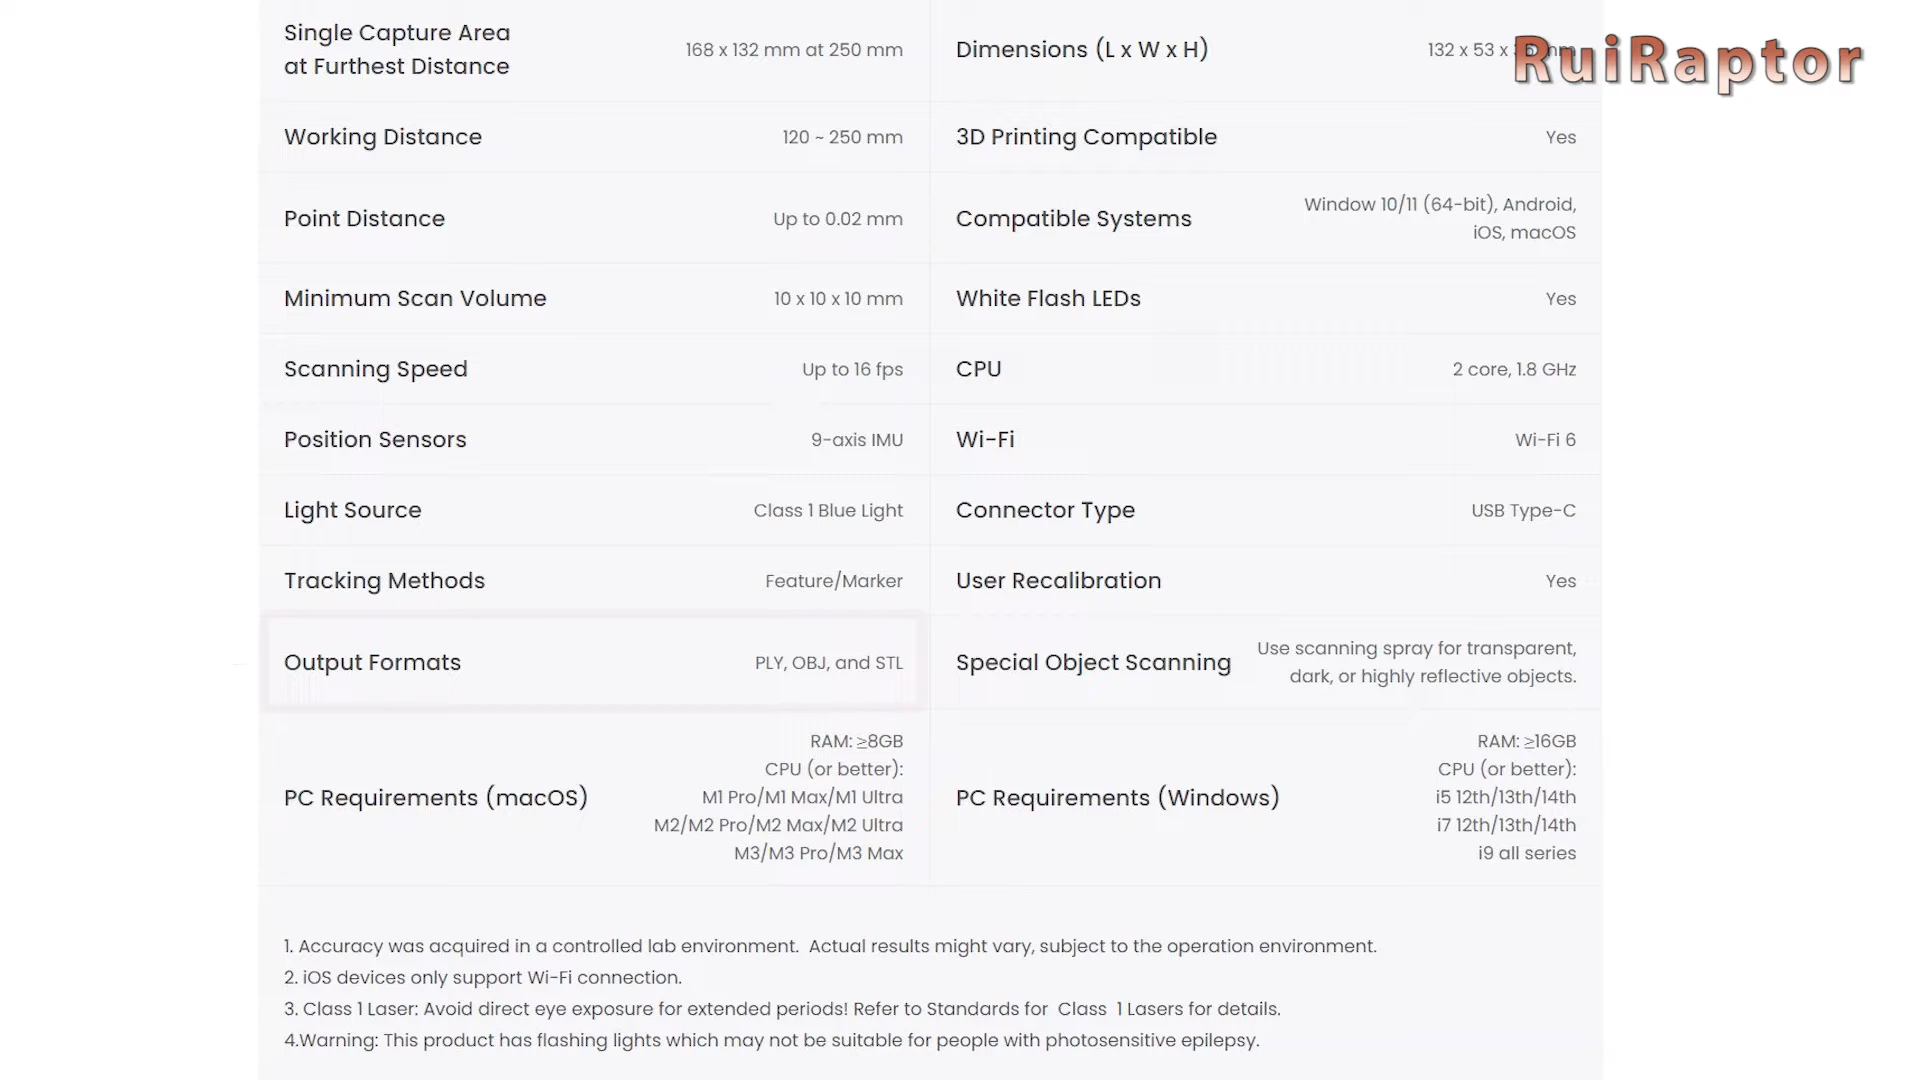 Single Capture Area
at Furthest Distance
168 x 132 mm at 250 mm
Dimensions (L x W x H)
132 x 53 x
RuiRaptor
Working Distance
120 ~ 250 mm
3D Printing Compatible
Yes
Point Distance
Up to 0.02 mm
Compatible Systems
Window 10/11 (64-bit), Android,
iOS, macOS
Minimum Scan Volume
10 x 10 x 10 mm
White Flash LEDs
Yes
Scanning Speed
Up to 16 fps
CPU
2 core, 1.8 GHz
Position Sensors
9-axis IMU
Wi-Fi
Wi-Fi 6
Light Source
Class 1 Blue Light
Connector Type
USB Type-C
Tracking Methods
Feature/Marker
User Recalibration
Yes
Output Formats
PLY, OBJ, and STL
Special Object Scanning
Use scanning spray for transparent,
dark, or highly reflective objects.
PC Requirements (macOS)
RAM: ≥8GB
CPU (or better):
M1 Pro/M1 Max/M1 Ultra
M2/M2 Pro/M2 Max/M2 Ultra
M3/M3 Pro/M3 Max
PC Requirements (Windows)
RAM: ≥16GB
CPU (or better):
i5 12th/13th/14th
i7 12th/13th/14th
i9 all series
1. Accuracy was acquired in a controlled lab environment. Actual results might vary, subject to the operation environment.
2. iOS devices only support Wi-Fi connection.
3. Class 1 Laser: Avoid direct eye exposure for extended periods! Refer to Standards for Class 1 Lasers for details.
4.Warning: This product has flashing lights which may not be suitable for people with photosensitive epilepsy.